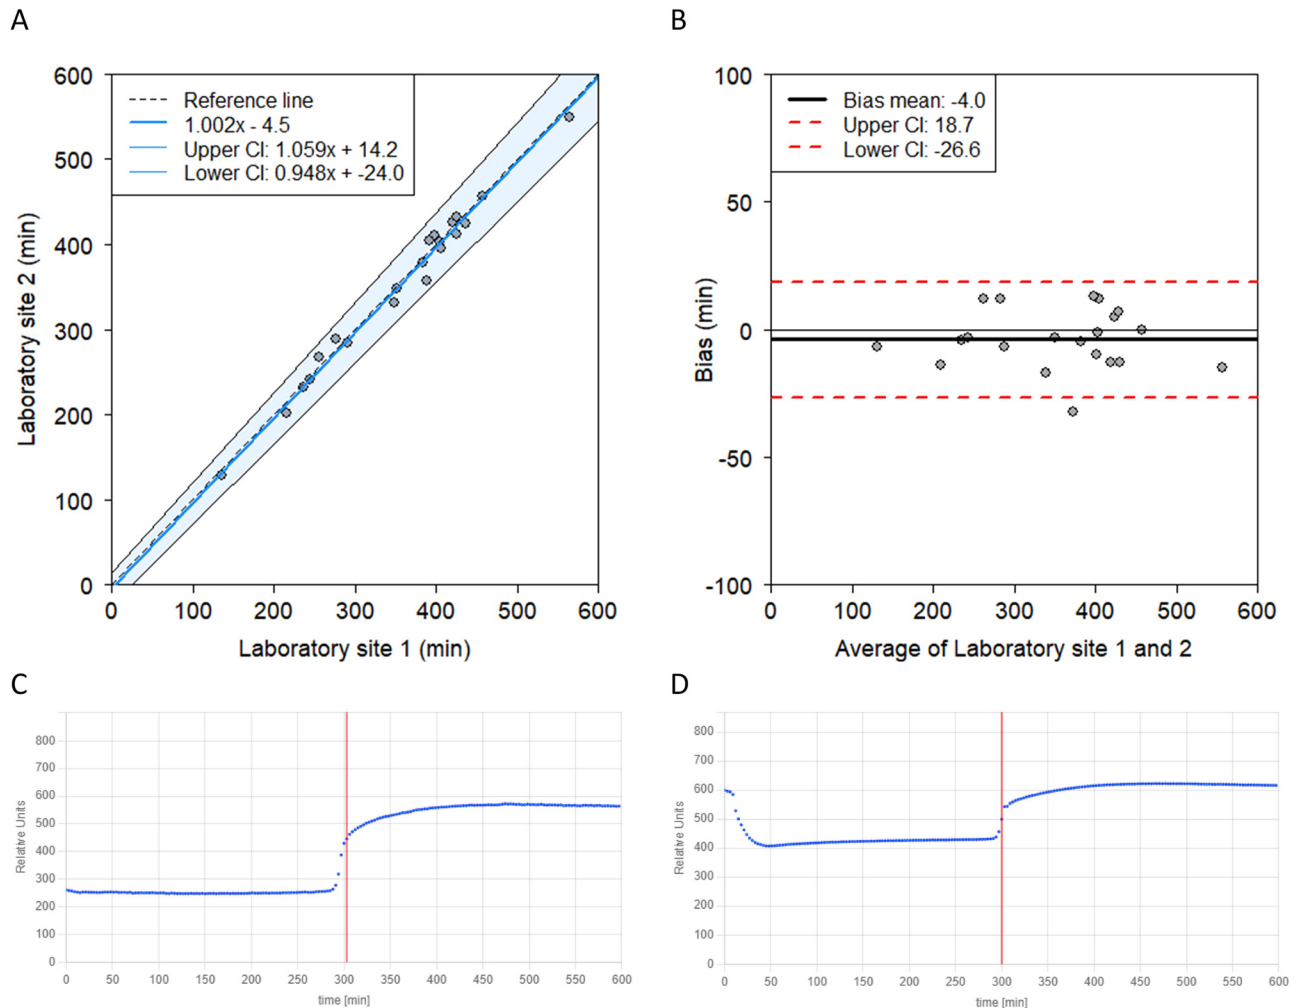 A
Laboratory site 2 (min)
600
500
400
300
200
100
0
Reference line
1.002x - 4.5
Upper CI: 1.059x + 14.2
Lower CI: 0.948x + -24.0
0 100 200 300 400 500 600
Laboratory site 1 (min)
B
Bias (min)
100
50
0
-50
-100
Bias mean: -4.0
Upper CI: 18.7
Lower CI: -26.6
0 100 200 300 400 500 600
Average of Laboratory site 1 and 2
C
Relative Units
800
700
600
500
400
300
200
100
0
0 50 100 150 200 250 300 350 400 450 500 550 600
time [min]
D
Relative Units
800
700
600
500
400
300
200
100
0
0 50 100 150 200 250 300 350 400 450 500 550 600
time [min]